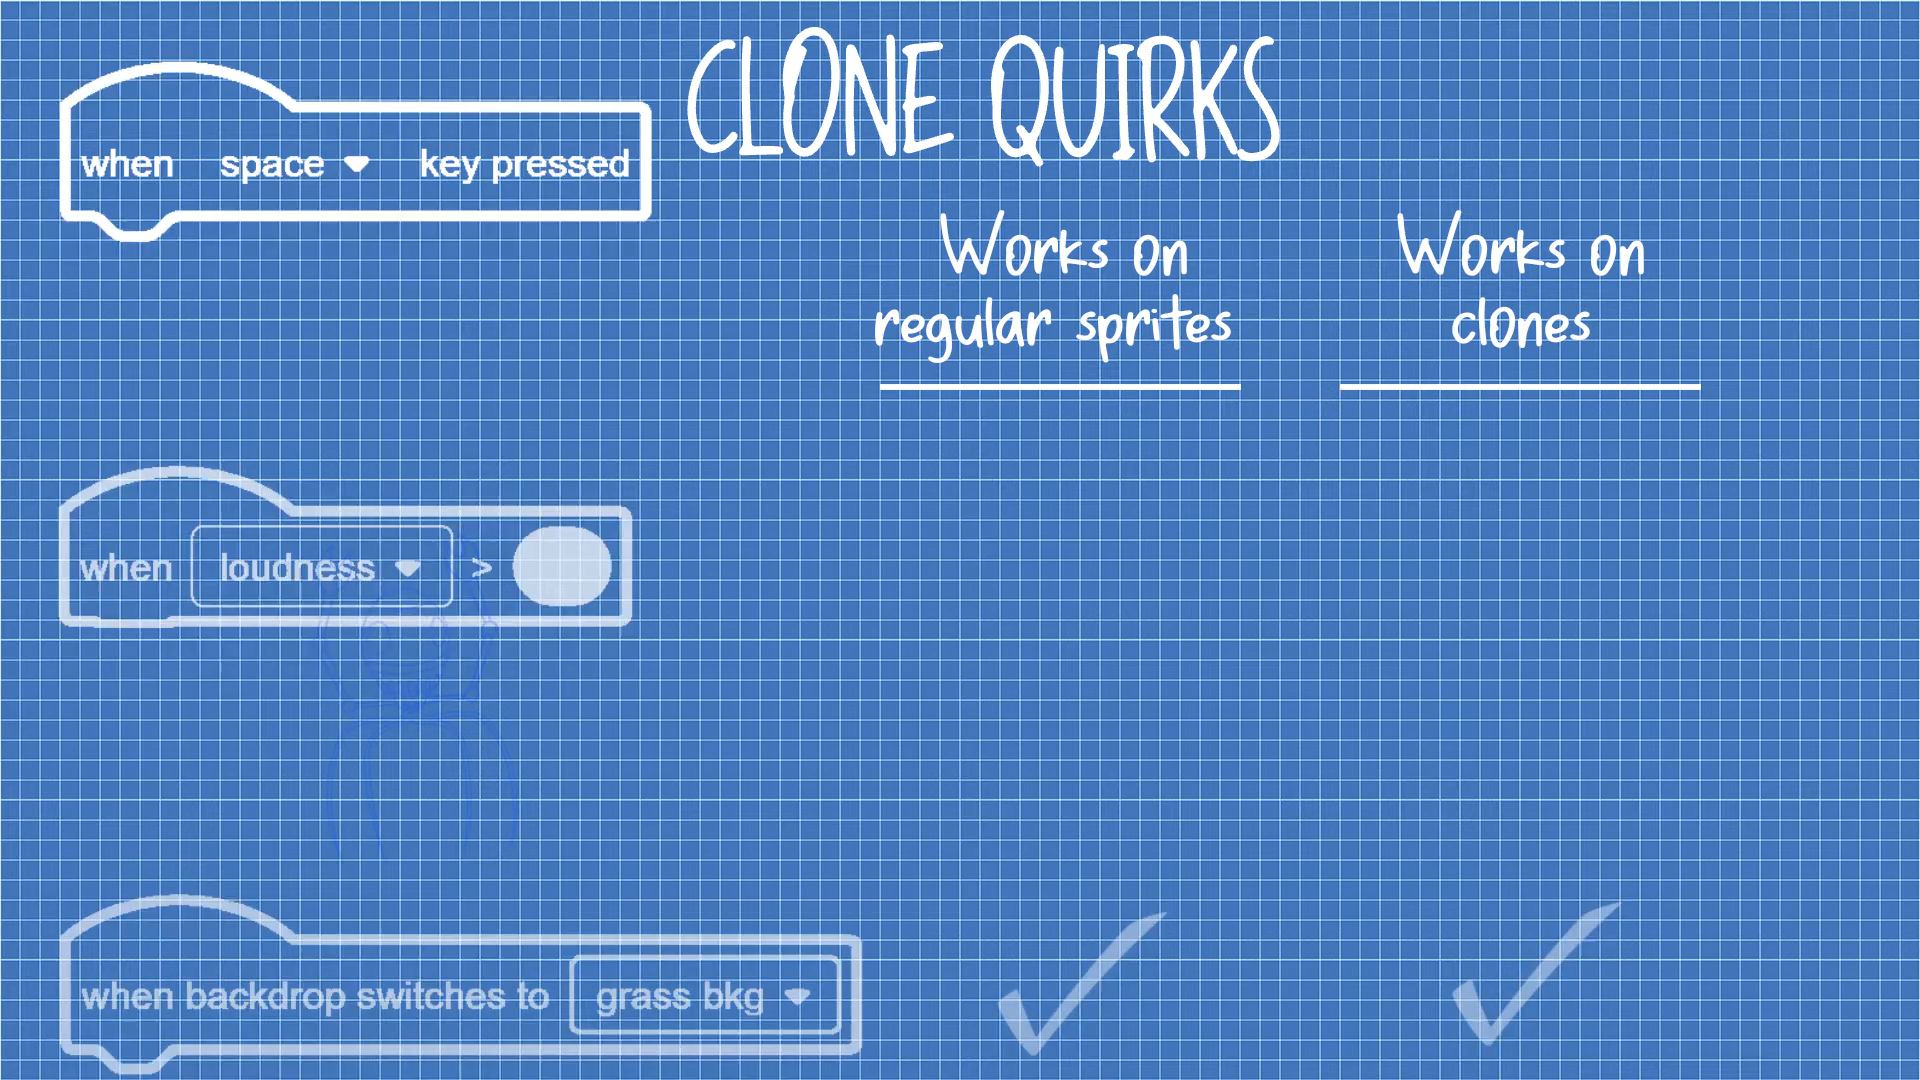 CLONE QUIRKS
when space key pressed
Works on
regular sprites
Works on
clones
when loudness >
when backdrop switches to grass bkg